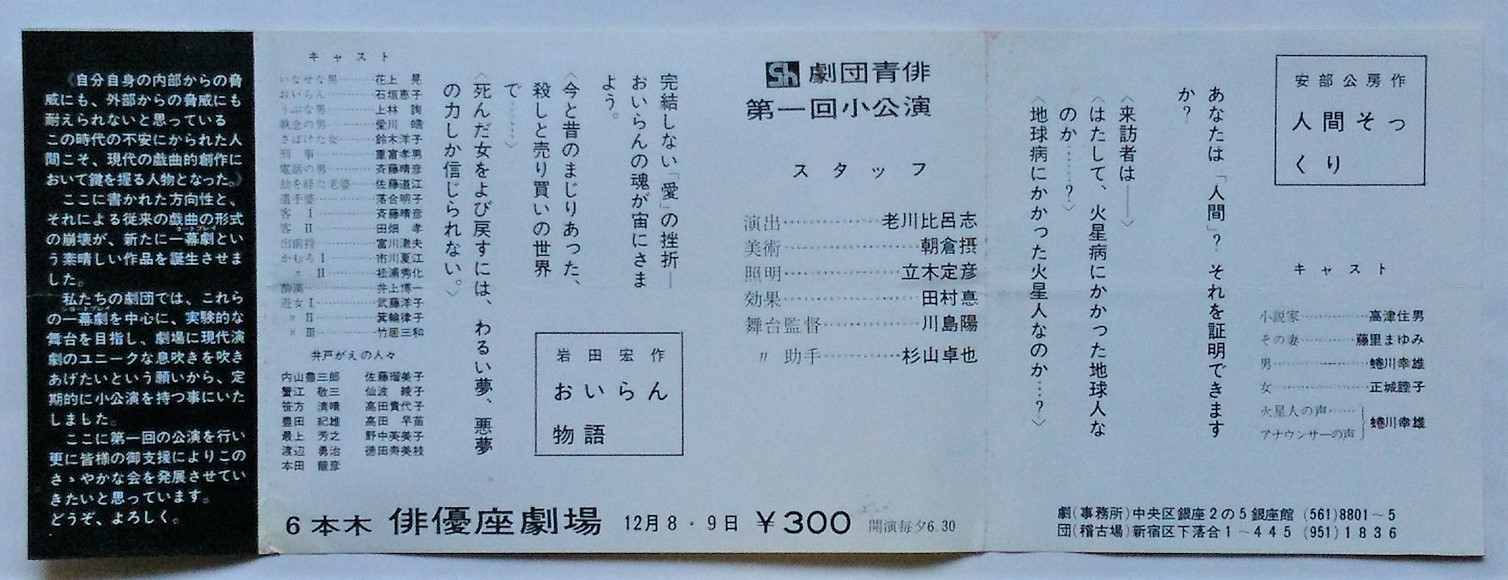 安部公房作
人間そっ
くり
あなたは「人間」? それを証明できます
か?
〈来訪者は――〉
〈はたして、火星病にかかった地球人な
のか……?〉
〈地球病にかかった火星人なのか…?〉
キャスト
小説家………高津住男
その妻………藤里まゆみ
男………蜷川幸雄
女………正城睦子
火星人の声……
アナウンサーの声
蜷川幸雄
劇(事務所)中央区銀座2の5銀座館 (561)8801~5
団(稽古場)新宿区下落合1~445 (951)1836
Sh 劇団青俳
第一回小公演
スタッフ
演出………老川比呂志
美術………朝倉摂
照明………立木定彦
効果………田村悳
舞台監督………川島陽
〃 助手………杉山卓也
岩田宏作
おいらん
物語
完結しない「愛」の挫折―
おいらんの魂が宙にさま
よう。
〈今と昔のまじりあった、
殺しと売り買いの世界
で……〉
〈死んだ女をよび戻すには、わるい夢、悪夢
の力しか信じられない。〉
キャスト
いなせな男………花上 晃
おいらん………石垣恵子
うぶな男………上林 詢
執念の男………愛川
さばけた女………鈴木洋子
刑事………重富孝男
電話の男………斉藤晴彦
劫を経た老婆………佐藤道江
遣手婆………落合明子
客 I………斉藤晴彦
客 II………田畑 孝
出前持………富川澈夫
かむろI………市川夏江
〃 II………松浦秀化
酔漢………井上博一
遊女I………武藤洋子
〃 II………箕輪律子
〃 III………竹居三和
井戸がえの人々
内山豊三郎 佐藤瑠美子
蟹江 敬三 仙波 綾子
笹方 清晴 高田貴代子
豊田 紀雄 高田 早苗
最上 芳之 野中英美子
渡辺 勇治 徳田寿美枝
本田 龍彦
6本木 俳優座劇場 12月8・9日 ¥300 開演毎夕6.30
《自分自身の内部からの脅
威にも、外部からの脅威にも
耐えられないと思っている
この時代の不安にかられた人
間こそ、現代の戯曲的創作に
おいて鍵を握る人物となった。》
ここに書かれた方向性と、
それによる従来の戯曲の形式
の崩壊が、新たに一幕劇とい
う素晴しい作品を誕生させま
した。
私たちの劇団では、これら
の一幕劇を中心に、実験的な
舞台を目指し、劇場に現代演
劇のユニークな息吹きを吹き
あげたいという願いから、定
期的に小公演を持つ事にいた
しました。
ここに第一回の公演を行い
更に皆様の御支援によりこの
さゝやかな会を発展させてい
きたいと思っています。
どうぞ、よろしく。